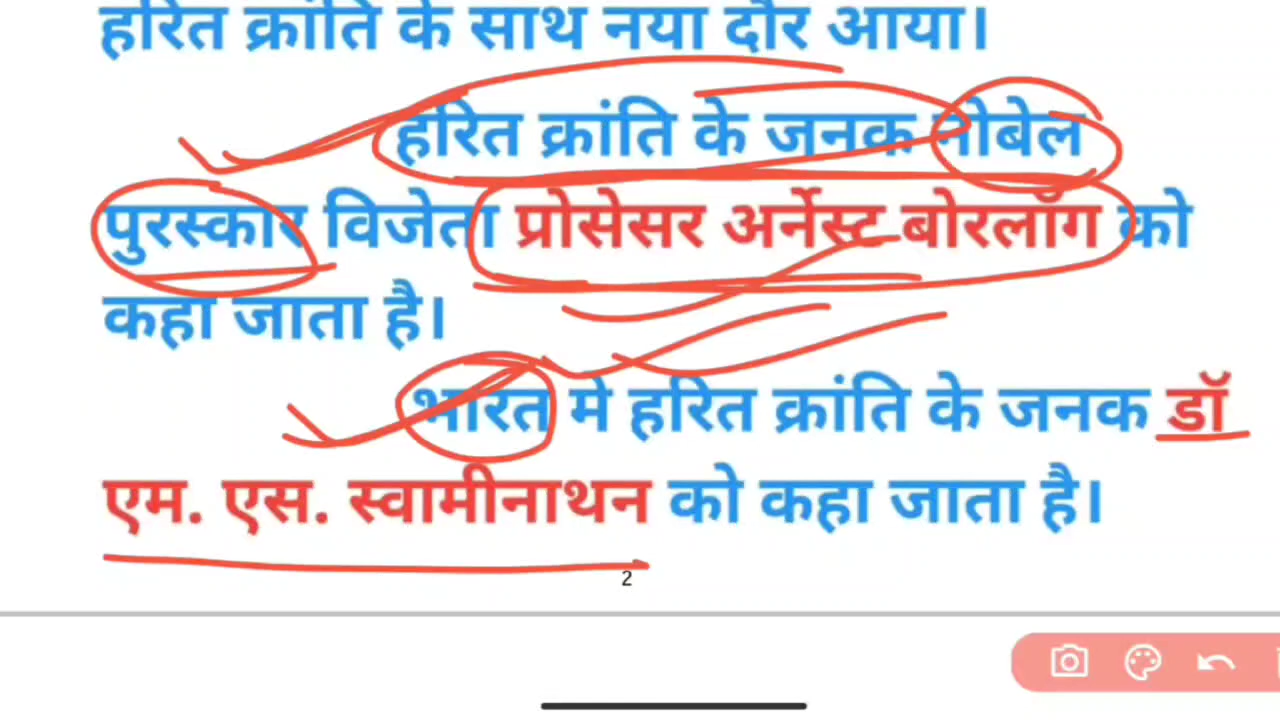 हरित क्रांति के साथ नया दौर आया।
हरित क्रांति के जनक नोबेल
पुरस्कार विजेता प्रोसेसर अर्नेस्ट बोरलॉग को
कहा जाता है।
भारत मे हरित क्रांति के जनक डॉ
एम. एस. स्वामीनाथन को कहा जाता है।
2